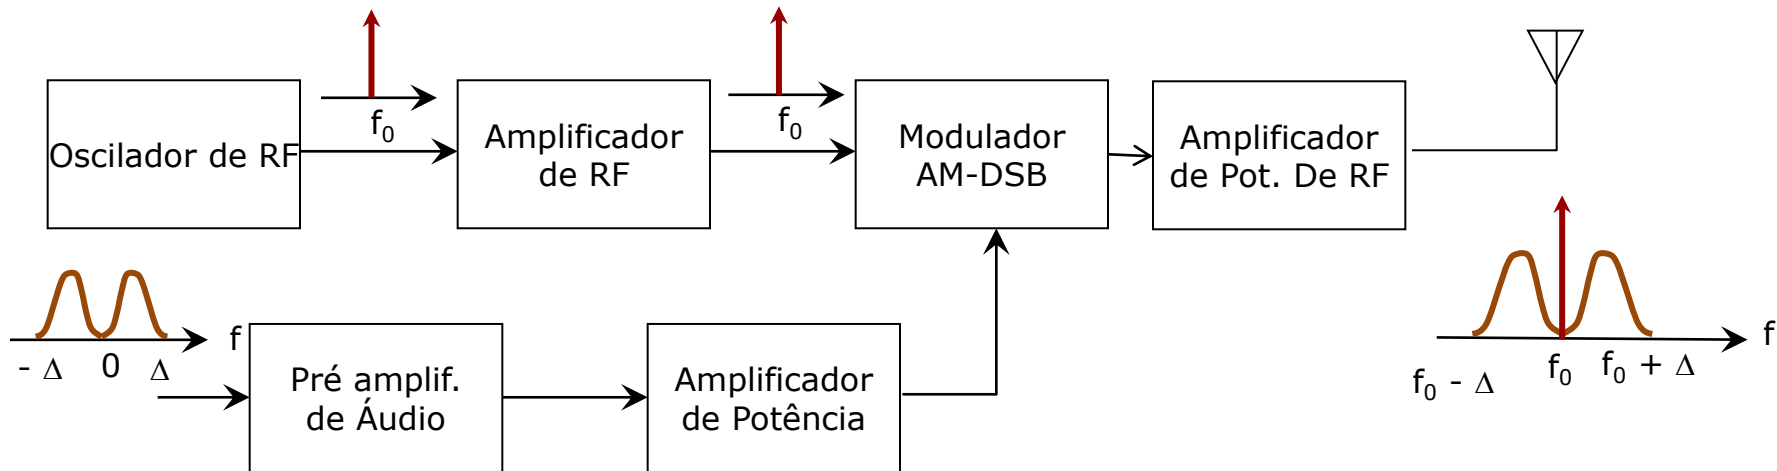 Oscilador de RF
f₀
Amplificador
de RF
f₀
Modulador
AM-DSB
Amplificador
de Pot. De RF
f
- Δ 0 Δ
Pré amplif.
de Áudio
Amplificador
de Potência
f
f₀ - Δ f₀ f₀ + Δ